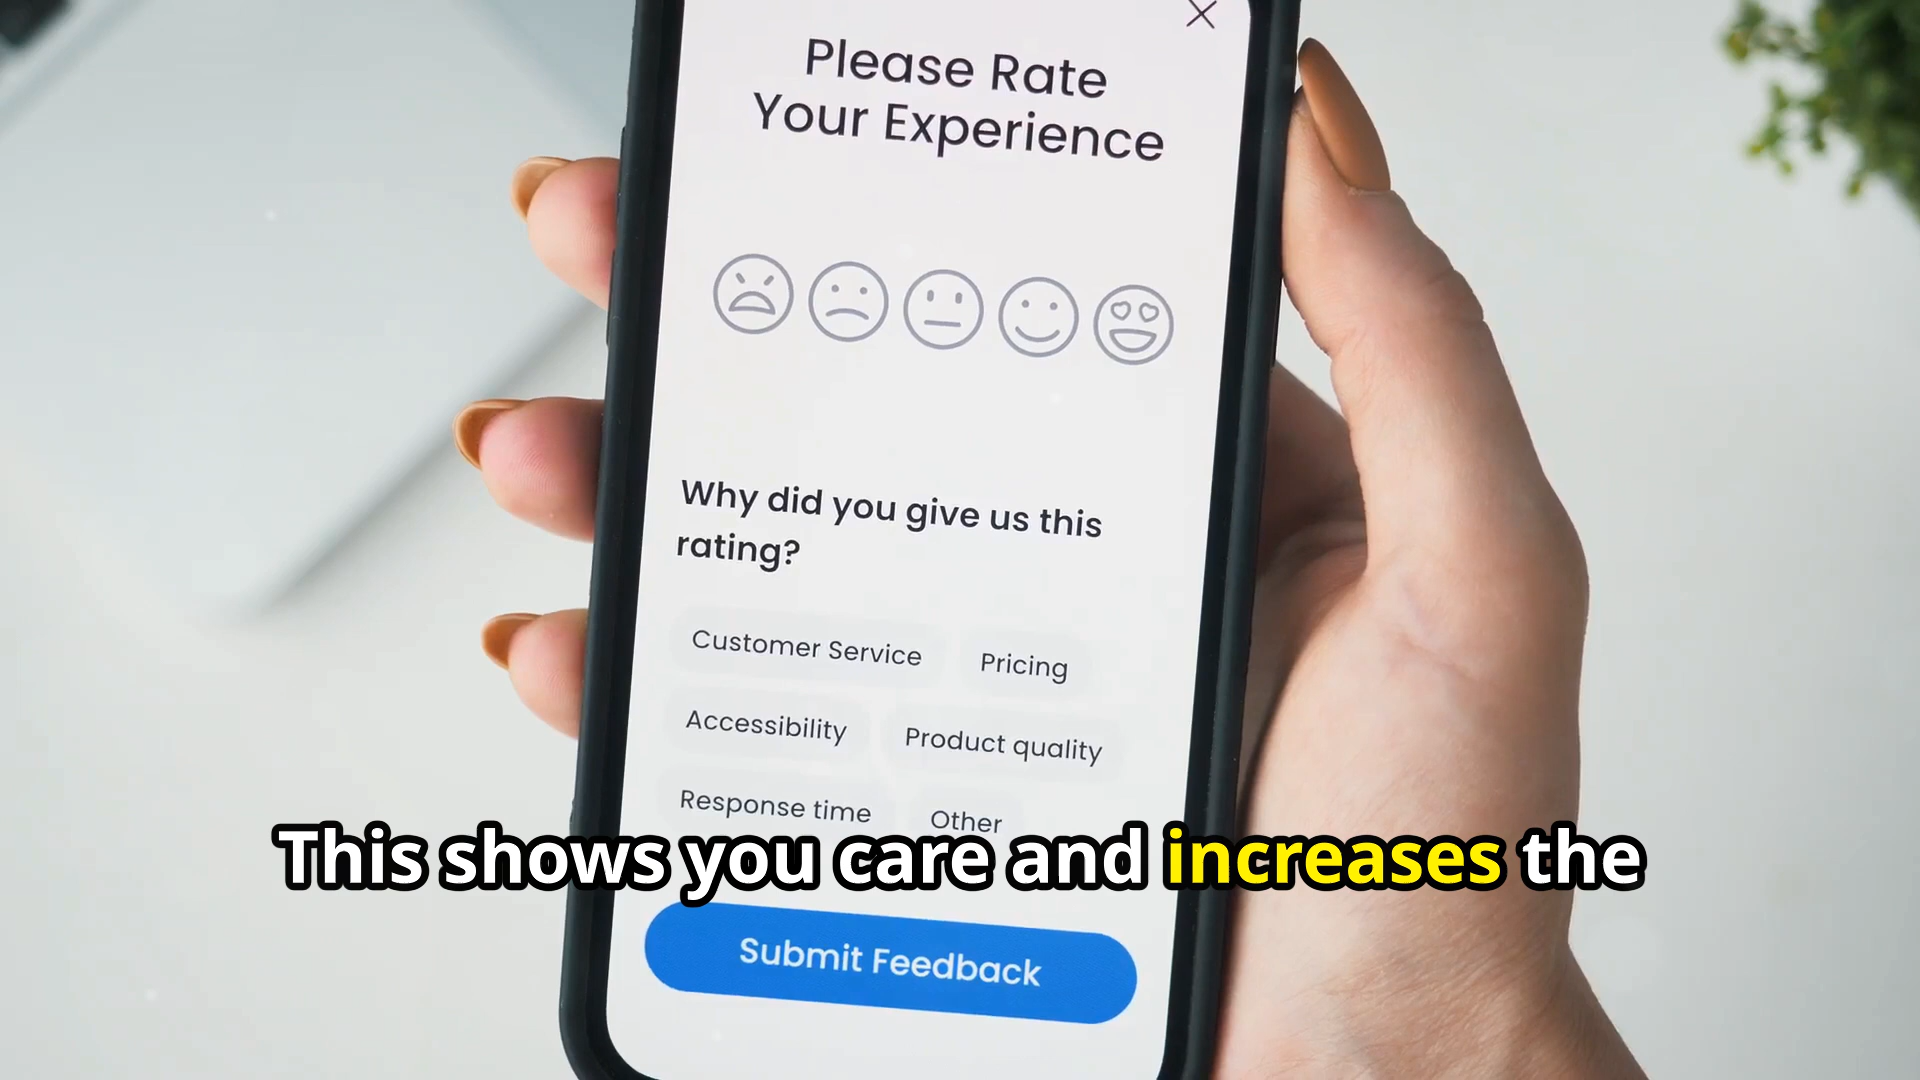 Please Rate
Your Experience
Why did you give us this
rating?
Customer Service
Pricing
Accessibility
Product quality
Response time
Other
This shows you care and increases the
Submit Feedback